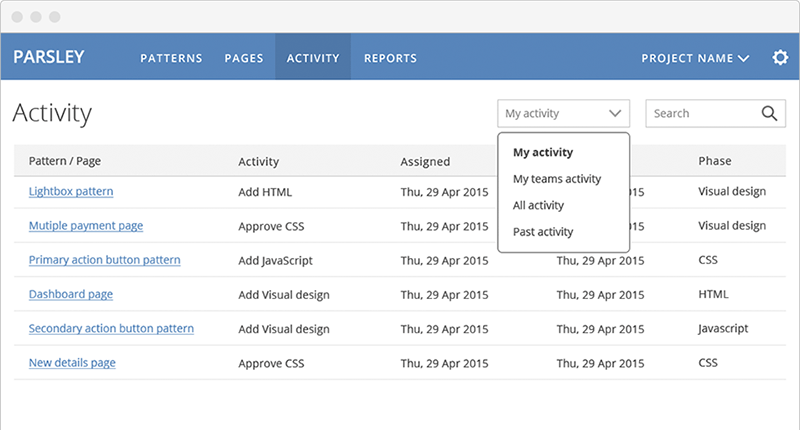 PARSLEY PATTERNS PAGES ACTIVITY REPORTS PROJECT NAME
Activity My activity Search
My activity
My teams activity
All activity
Past activity
Pattern / Page Activity Assigned Phase
Lightbox pattern Add HTML Thu, 29 Apr 2015 2015 Visual design
Mutiple payment page Approve CSS Thu, 29 Apr 2015 2015 Visual design
Primary action button pattern Add JavaScript Thu, 29 Apr 2015 Thu, 29 Apr 2015 CSS
Dashboard page Add Visual design Thu, 29 Apr 2015 Thu, 29 Apr 2015 HTML
Secondary action button pattern Add Visual design Thu, 29 Apr 2015 Thu, 29 Apr 2015 Javascript
New details page Approve CSS Thu, 29 Apr 2015 Thu, 29 Apr 2015 CSS